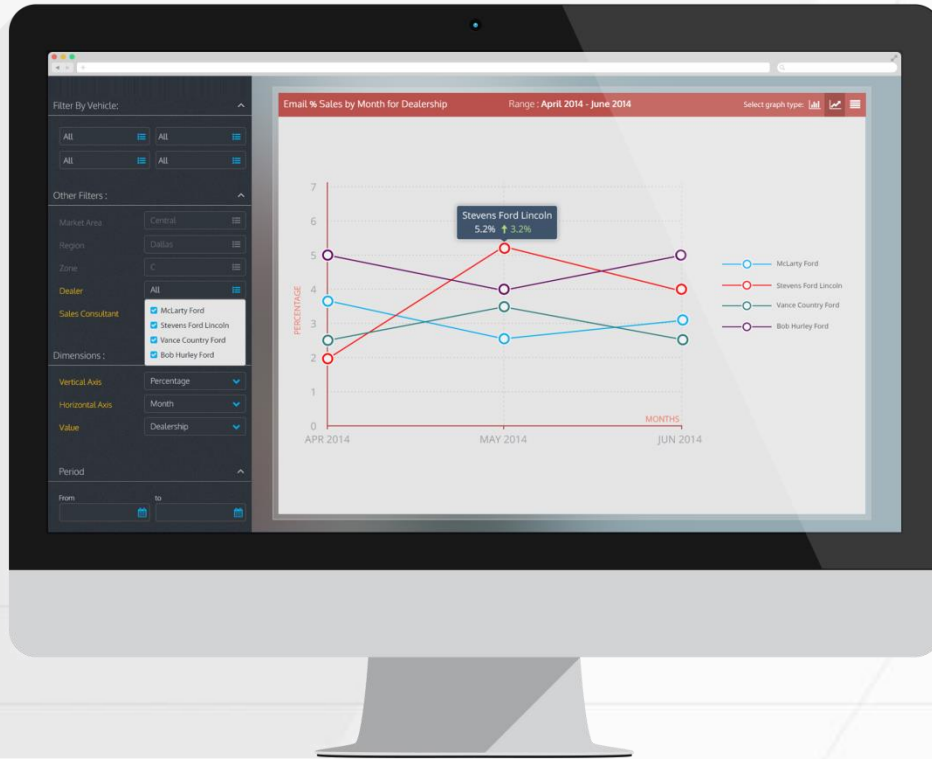 Filter By Vehicle:
All All
All All
Other Filters :
Market Area Central
Region Dallas
Zone C
Dealer All
Sales Consultant
McLarty Ford
Stevens Ford Lincoln
Vance Country Ford
Bob Hurley Ford
Dimensions :
Vertical Axis Percentage
Horizontal Axis Month
Value Dealership
Period
From to
Email % Sales by Month for Dealership Range : April 2014 - June 2014 Select graph type:
7
6
5
4
3
2
1
0
PERCENTAGE
Stevens Ford Lincoln
5.2% ↑ 3.2%
MONTHS
APR 2014 MAY 2014 JUN 2014
McLarty Ford
Stevens Ford Lincoln
Vance Country Ford
Bob Hurley Ford